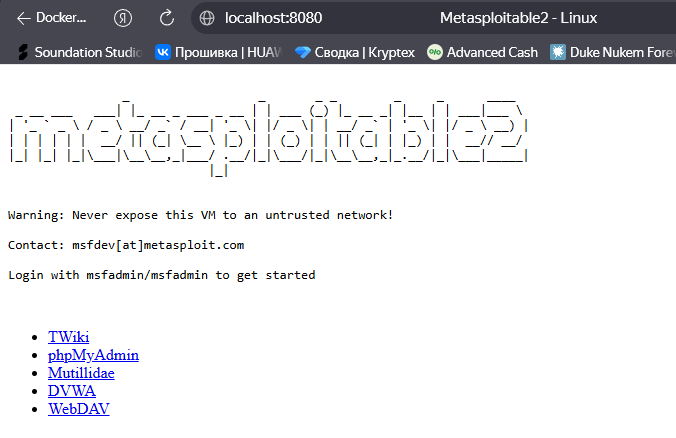 Docker...
localhost:8080
Metasploitable2 - Linux
Soundation Studio
Прошивка | HUAW
Сводка | Kryptex
Advanced Cash
Duke Nukem Fore
metasploitable2
Warning: Never expose this VM to an untrusted network!
Contact: msfdev[at]metasploit.com
Login with msfadmin/msfadmin to get started
TWiki
phpMyAdmin
Mutillidae
DVWA
WebDAV